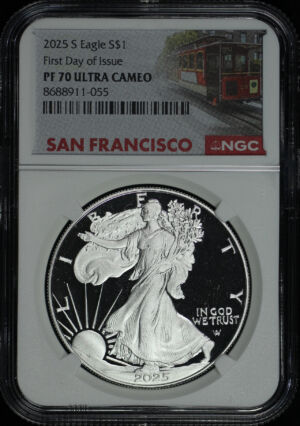 2025 S Eagle S$1
First Day of Issue
PF 70 ULTRA CAMEO
8688911-055
SAN FRANCISCO
NGC
LIBERTY
IN GOD
WE TRUST
W
2025